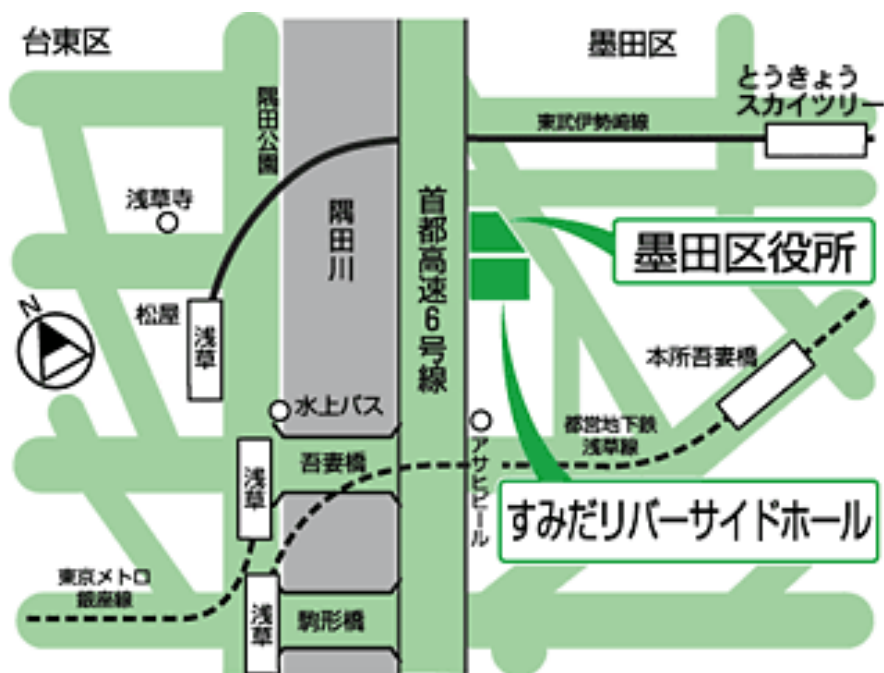 台東区
墨田区
とうきょう
スカイツリー
東武伊勢崎線
隅田公園
浅草寺
隅田川
首都高速6号線
墨田区役所
N
松屋
浅草
本所吾妻橋
水上バス
都営地下鉄
浅草線
吾妻橋
浅草
アサヒビール
すみだリバーサイドホール
東京メトロ
銀座線
浅草
駒形橋